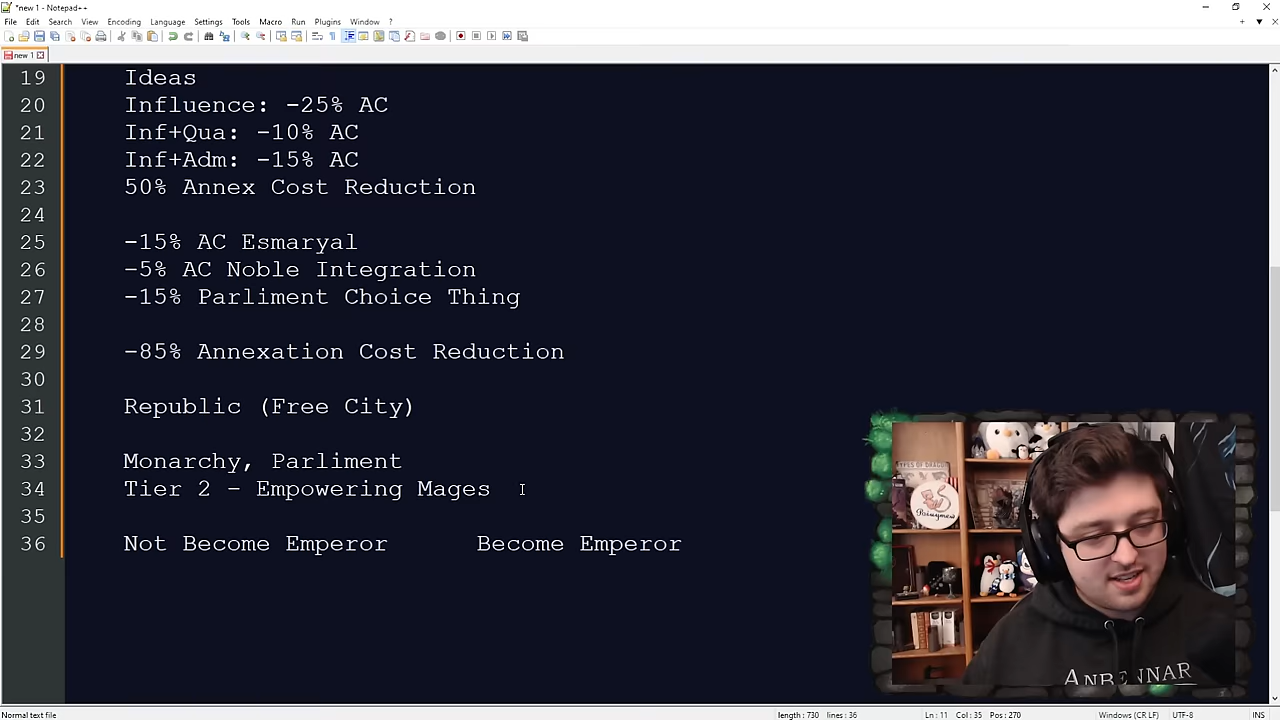 *new 1 - Notepad++
File Edit Search View Encoding Language Settings Tools Macro Run Plugins Window ?
new 1
19 Ideas
20 Influence: -25% AC
21 Inf+Qua: -10% AC
22 Inf+Adm: -15% AC
23 50% Annex Cost Reduction
24
25 -15% AC Esmaryal
26 -5% AC Noble Integration
27 -15% Parliment Choice Thing
28
29 -85% Annexation Cost Reduction
30
31 Republic (Free City)
32
33 Monarchy, Parliment
34 Tier 2 - Empowering Mages
35
36 Not Become Emperor Become Emperor
ANBENNAR
Normal text file length : 730 lines : 36 Ln : 11 Col : 35 Pos : 270 Windows (CR LF) UTF-8 INS